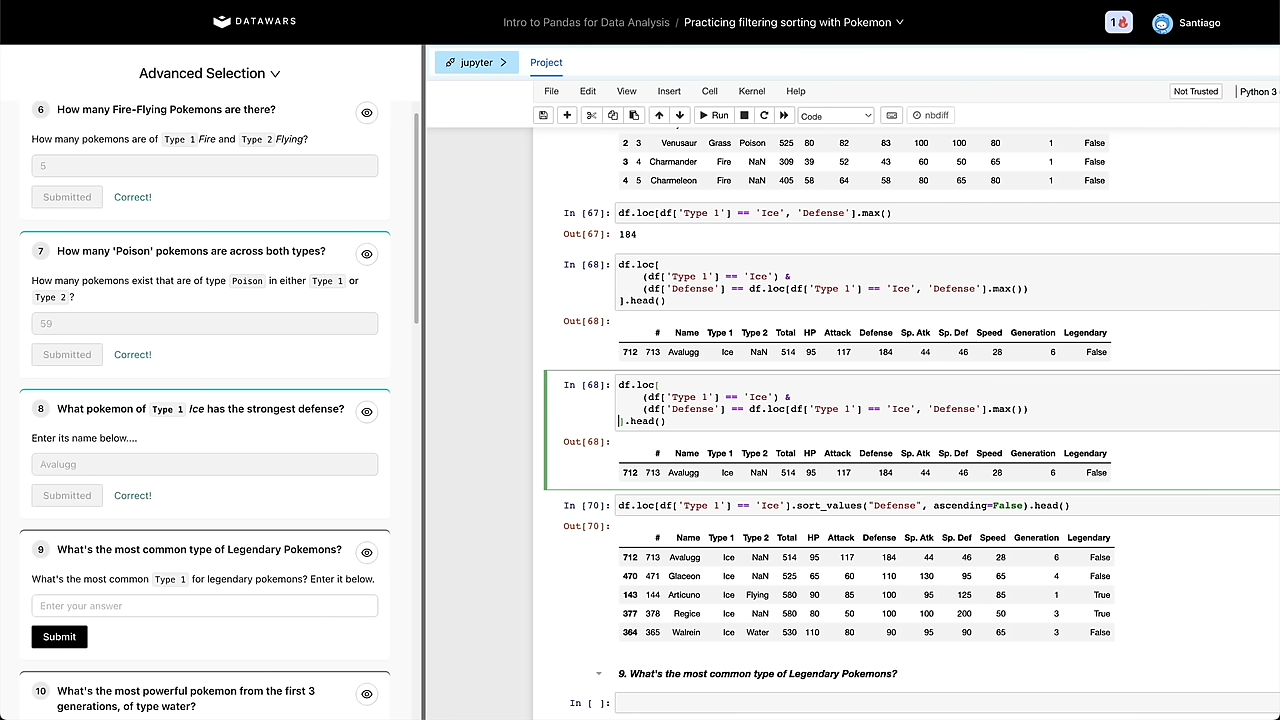 DATAWARS
Intro to Pandas for Data Analysis / Practicing filtering sorting with Pokemon
1
Santiago
Advanced Selection
6 How many Fire-Flying Pokemons are there?
How many pokemons are of Type 1 Fire and Type 2 Flying?
5
Submitted Correct!
7 How many 'Poison' pokemons are across both types?
How many pokemons exist that are of type Poison in either Type 1 or
Type 2 ?
59
Submitted Correct!
8 What pokemon of Type 1 Ice has the strongest defense?
Enter its name below....
Avalugg
Submitted Correct!
9 What's the most common type of Legendary Pokemons?
What's the most common Type 1 for legendary pokemons? Enter it below.
Enter your answer
Submit
10 What's the most powerful pokemon from the first 3
generations, of type water?
jupyter Project
File Edit View Insert Cell Kernel Help
Not Trusted Python 3
Run Code nbdiff
2 3 Venusaur Grass Poison 525 80 82 83 100 100 80 1 False
3 4 Charmander Fire NaN 309 39 52 43 60 50 65 1 False
4 5 Charmeleon Fire NaN 405 58 64 58 80 65 80 1 False
In [67]: df.loc[df['Type 1'] == 'Ice', 'Defense'].max()
Out[67]: 184
In [68]: df.loc[
(df['Type 1'] == 'Ice') &
(df['Defense'] == df.loc[df['Type 1'] == 'Ice', 'Defense'].max())
].head()
Out[68]:
# Name Type 1 Type 2 Total HP Attack Defense Sp. Atk Sp. Def Speed Generation Legendary
712 713 Avalugg Ice NaN 514 95 117 184 44 46 28 6 False
In [68]: df.loc[
(df['Type 1'] == 'Ice') &
(df['Defense'] == df.loc[df['Type 1'] == 'Ice', 'Defense'].max())
].head()
Out[68]:
# Name Type 1 Type 2 Total HP Attack Defense Sp. Atk Sp. Def Speed Generation Legendary
712 713 Avalugg Ice NaN 514 95 117 184 44 46 28 6 False
In [70]: df.loc[df['Type 1'] == 'Ice'].sort_values("Defense", ascending=False).head()
Out[70]:
# Name Type 1 Type 2 Total HP Attack Defense Sp. Atk Sp. Def Speed Generation Legendary
712 713 Avalugg Ice NaN 514 95 117 184 44 46 28 6 False
470 471 Glaceon Ice NaN 525 65 60 110 130 95 65 4 False
143 144 Articuno Ice Flying 580 90 85 100 95 125 85 1 True
377 378 Regice Ice NaN 580 80 50 100 100 200 50 3 True
364 365 Walrein Ice Water 530 110 80 90 95 90 65 3 False
9. What's the most common type of Legendary Pokemons?
In [ ]: